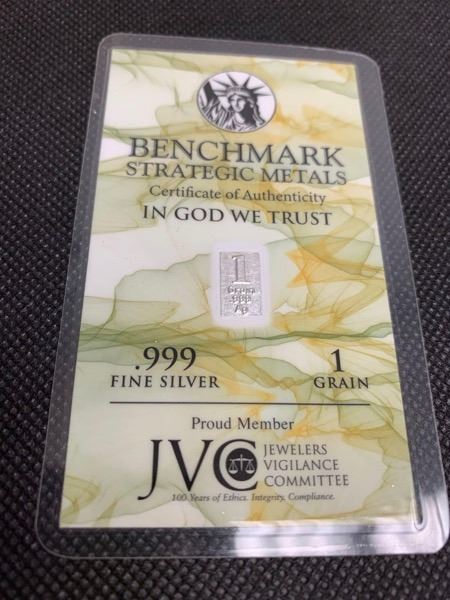 BENCHMARK
STRATEGIC METALS
Certificate of Authenticity
IN GOD WE TRUST
1
Grain
.999
Ag
.999
FINE SILVER
1
GRAIN
Proud Member
JVC
JEWELERS
VIGILANCE
COMMITTEE
100 Years of Ethics. Integrity. Compliance.